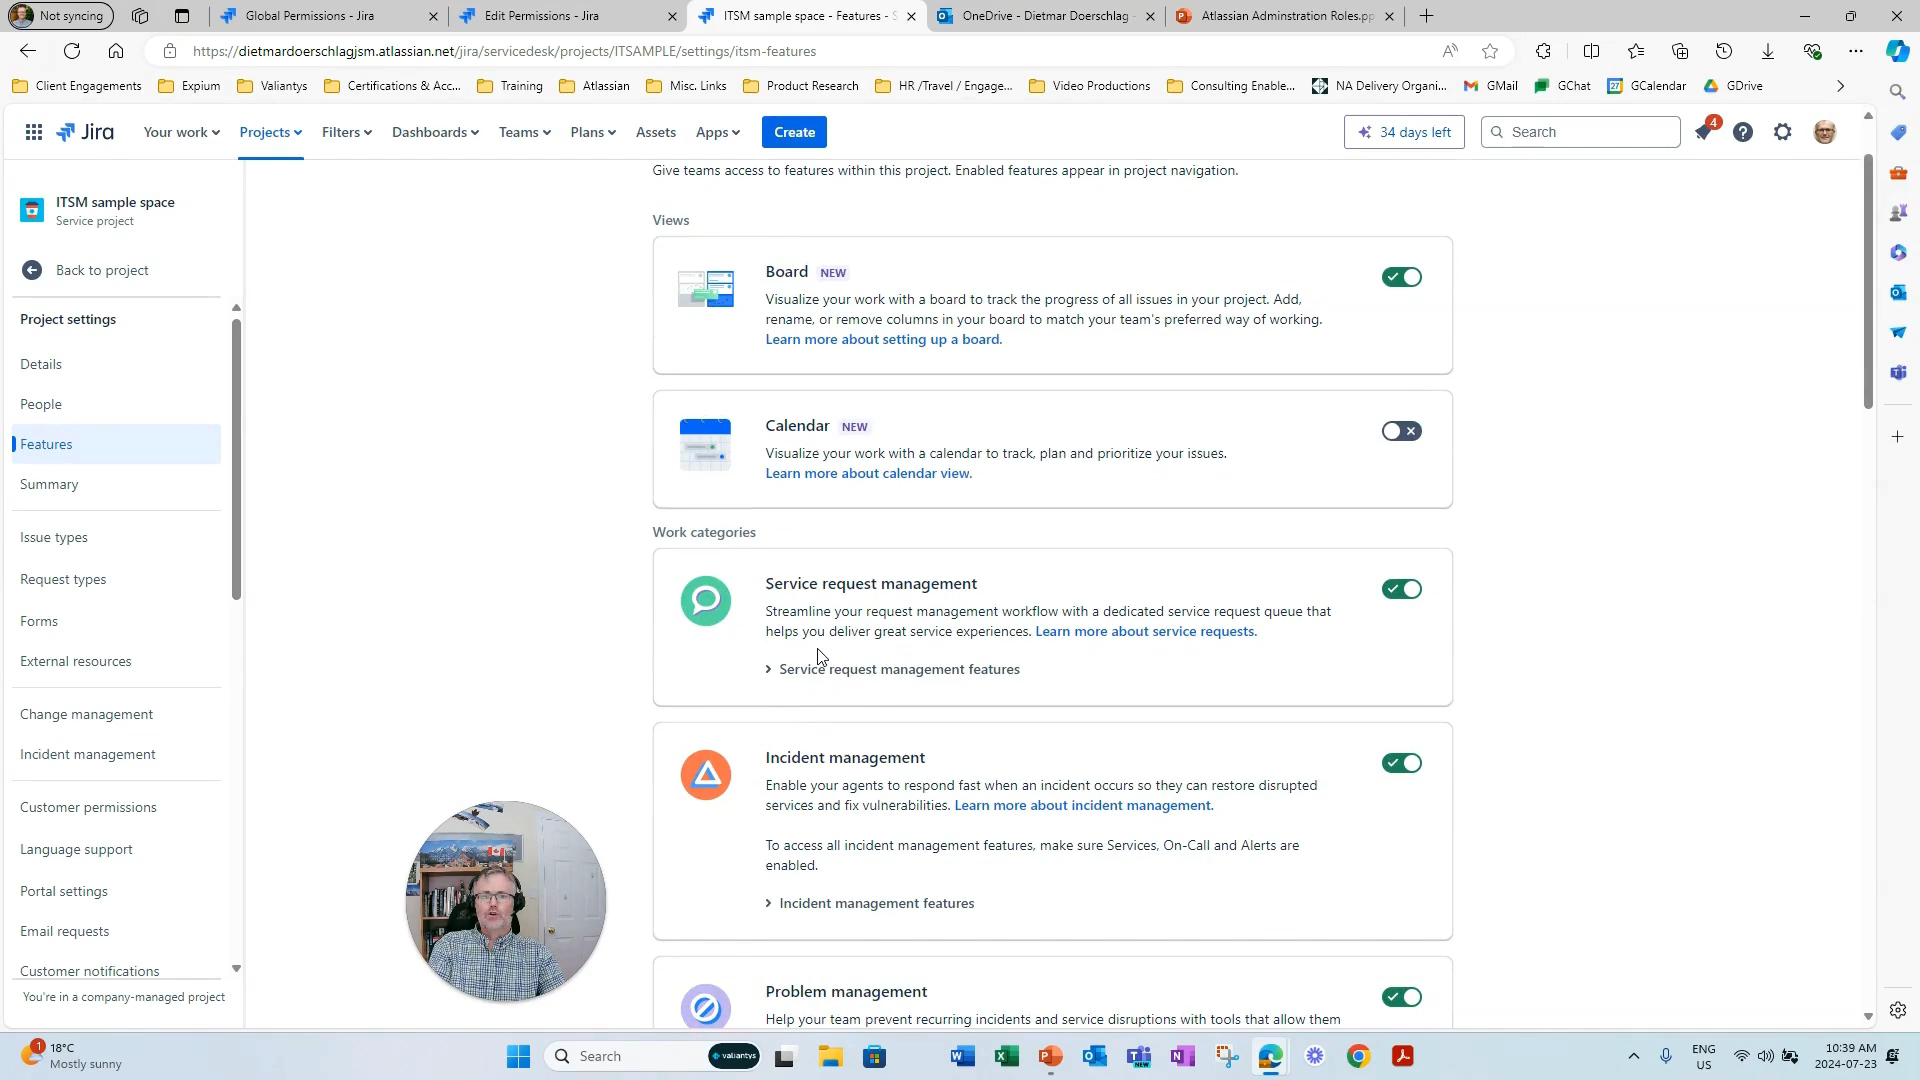 Not syncing
Global Permissions - Jira
Edit Permissions - Jira
ITSM sample space - Features - S
OneDrive - Dietmar Doerschlag -
Atlassian Adminstration Roles.pp
https://dietmardoerschlagjsm.atlassian.net/jira/servicedesk/projects/ITSAMPLE/settings/itsm-features
Client Engagements
Expium
Valiantys
Certifications & Acc...
Training
Atlassian
Misc. Links
Product Research
HR /Travel / Engage...
Video Productions
Consulting Enable...
NA Delivery Organi...
GMail
GChat
27
GCalendar
GDrive
Jira
Your work
Projects
Filters
Dashboards
Teams
Plans
Assets
Apps
Create
34 days left
Search
4
ITSM sample space
Service project
Back to project
Project settings
Details
People
Features
Summary
Issue types
Request types
Forms
External resources
Change management
Incident management
Customer permissions
Language support
Portal settings
Email requests
Customer notifications
You're in a company-managed project
Give teams access to features within this project. Enabled features appear in project navigation.
Views
Board NEW
Visualize your work with a board to track the progress of all issues in your project. Add,
rename, or remove columns in your board to match your team's preferred way of working.
Learn more about setting up a board.
Calendar NEW
Visualize your work with a calendar to track, plan and prioritize your issues.
Learn more about calendar view.
Work categories
Service request management
Streamline your request management workflow with a dedicated service request queue that
helps you deliver great service experiences. Learn more about service requests.
Service request management features
Incident management
Enable your agents to respond fast when an incident occurs so they can restore disrupted
services and fix vulnerabilities. Learn more about incident management.
To access all incident management features, make sure Services, On-Call and Alerts are
enabled.
Incident management features
Problem management
Help your team prevent recurring incidents and service disruptions with tools that allow them
1
18°C
Mostly sunny
Search
valiantys
NEW
ENG
US
10:39 AM
2024-07-23